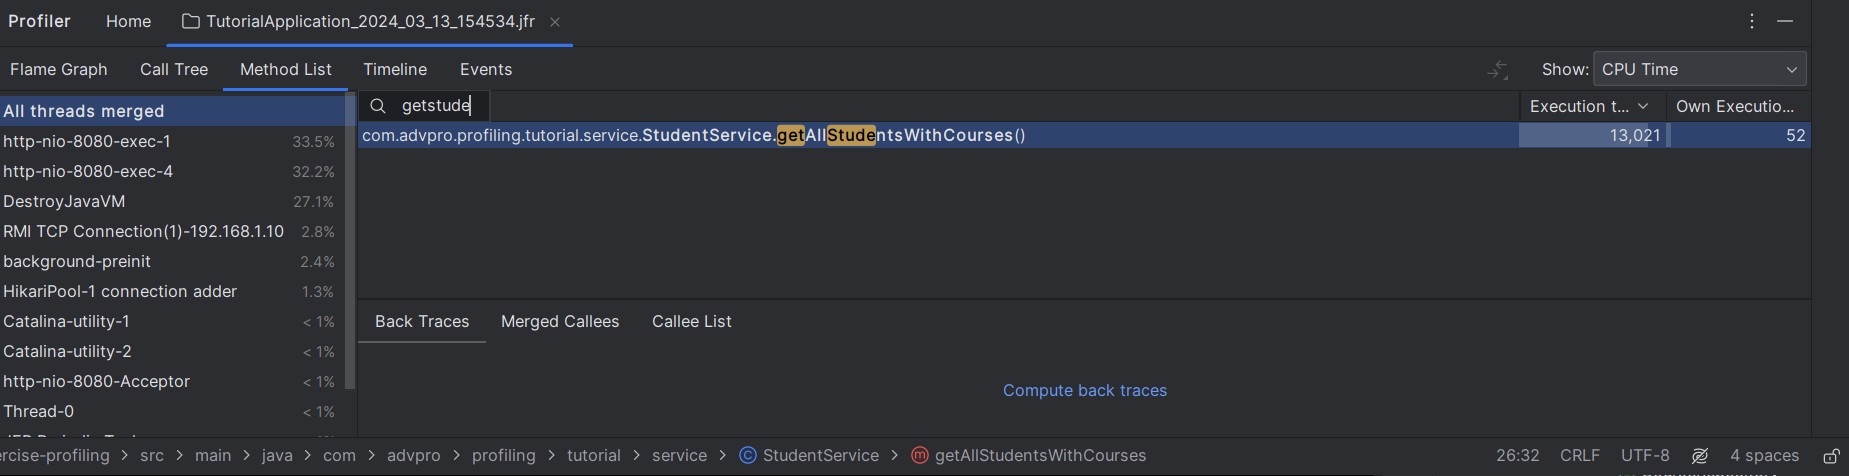 Profiler Home TutorialApplication_2024_03_13_154534.jfr
Flame Graph Call Tree Method List Timeline Events Show: CPU Time
All threads merged
http-nio-8080-exec-1 33.5%
http-nio-8080-exec-4 32.2%
DestroyJavaVM 27.1%
RMI TCP Connection(1)-192.168.1.10 2.8%
background-preinit 2.4%
HikariPool-1 connection adder 1.3%
Catalina-utility-1 < 1%
Catalina-utility-2 < 1%
http-nio-8080-Acceptor < 1%
Thread-0 < 1%
getstude Execution t... Own Executio...
com.advpro.profiling.tutorial.service.StudentService.getAllStudentsWithCourses() 13,021 52
Back Traces Merged Callees Callee List
Compute back traces
ercise-profiling > src > main > java > com > advpro > profiling > tutorial > service > StudentService > getAllStudentsWithCourses 26:32 CRLF UTF-8 4 spaces